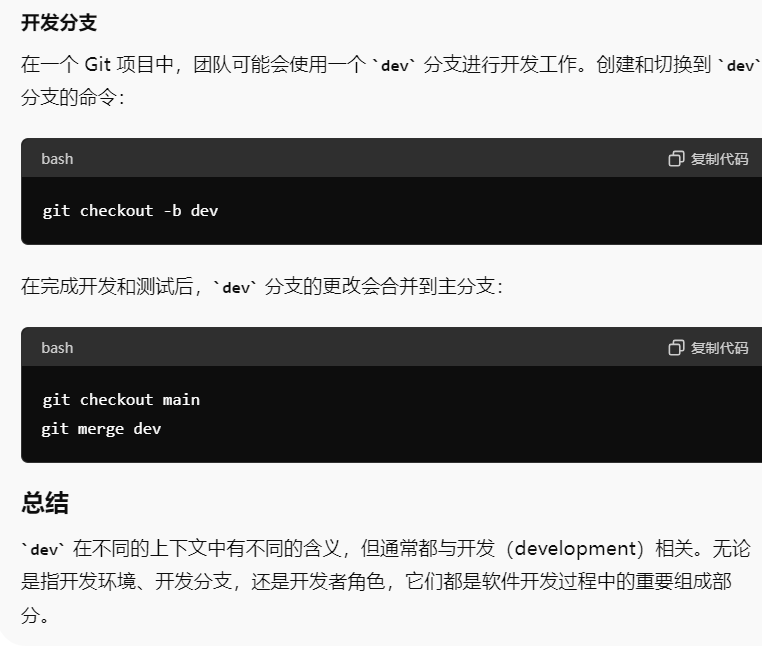 开发分支
在一个 Git 项目中，团队可能会使用一个 `dev` 分支进行开发工作。创建和切换到 `dev`
分支的命令：
bash 复制代码
git checkout -b dev
在完成开发和测试后，`dev` 分支的更改会合并到主分支：
bash 复制代码
git checkout main
git merge dev
总结
`dev` 在不同的上下文中有不同的含义，但通常都与开发（development）相关。无论
是指开发环境、开发分支，还是开发者角色，它们都是软件开发过程中的重要组成部
分。